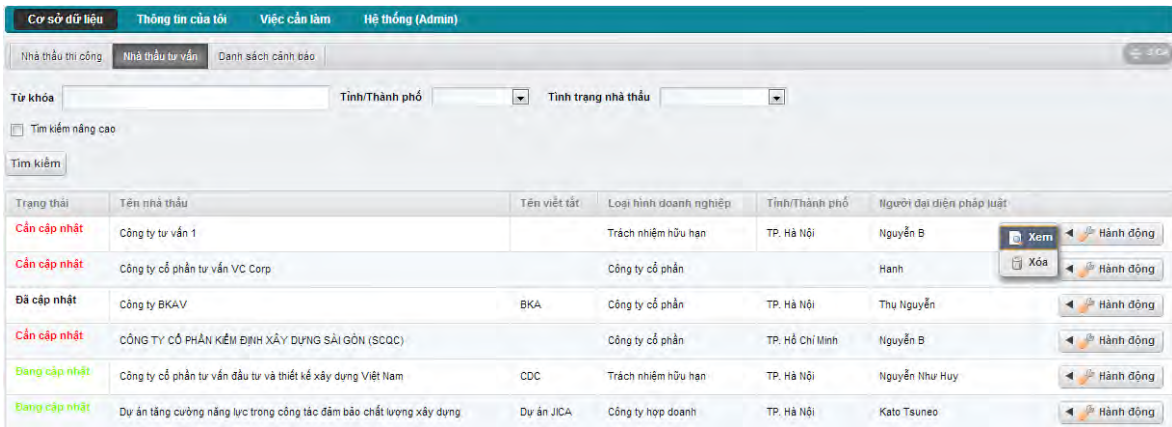 Cơ sở dữ liệu Thông tin của tôi Việc cần làm Hệ thống (Admin)
Nhà thầu thi công Nhà thầu tư vấn Danh sách cảnh báo
Từ khóa Tỉnh/Thành phố Tình trạng nhà thầu
Tìm kiếm nâng cao
Tìm kiếm
Trạng thái Tên nhà thầu Tên viết tắt Loại hình doanh nghiệp Tỉnh/Thành phố Người đại diện pháp luật
Cần cập nhật Công ty tư vấn 1 Trách nhiệm hữu hạn TP. Hà Nội Nguyễn B Xem Hành động
Xóa
Cần cập nhật Công ty cổ phần tư vấn VC Corp Công ty cổ phần Hanh Hành động
Đã cập nhật Công ty BKAV BKA Công ty cổ phần TP. Hà Nội Thụ Nguyễn Hành động
Cần cập nhật CÔNG TY CỔ PHẦN KIỂM ĐỊNH XÂY DỰNG SÀI GÒN (SCQC) Công ty cổ phần TP. Hồ Chí Minh Nguyễn B Hành động
Đang cập nhật Công ty cổ phần tư vấn đầu tư và thiết kế xây dựng Việt Nam CDC Trách nhiệm hữu hạn TP. Hà Nội Nguyễn Như Huy Hành động
Đang cập nhật Dự án tăng cường năng lực trong công tác đảm bảo chất lượng xây dựng Dự án JICA Công ty hợp doanh TP. Hà Nội Kato Tsuneo Hành động